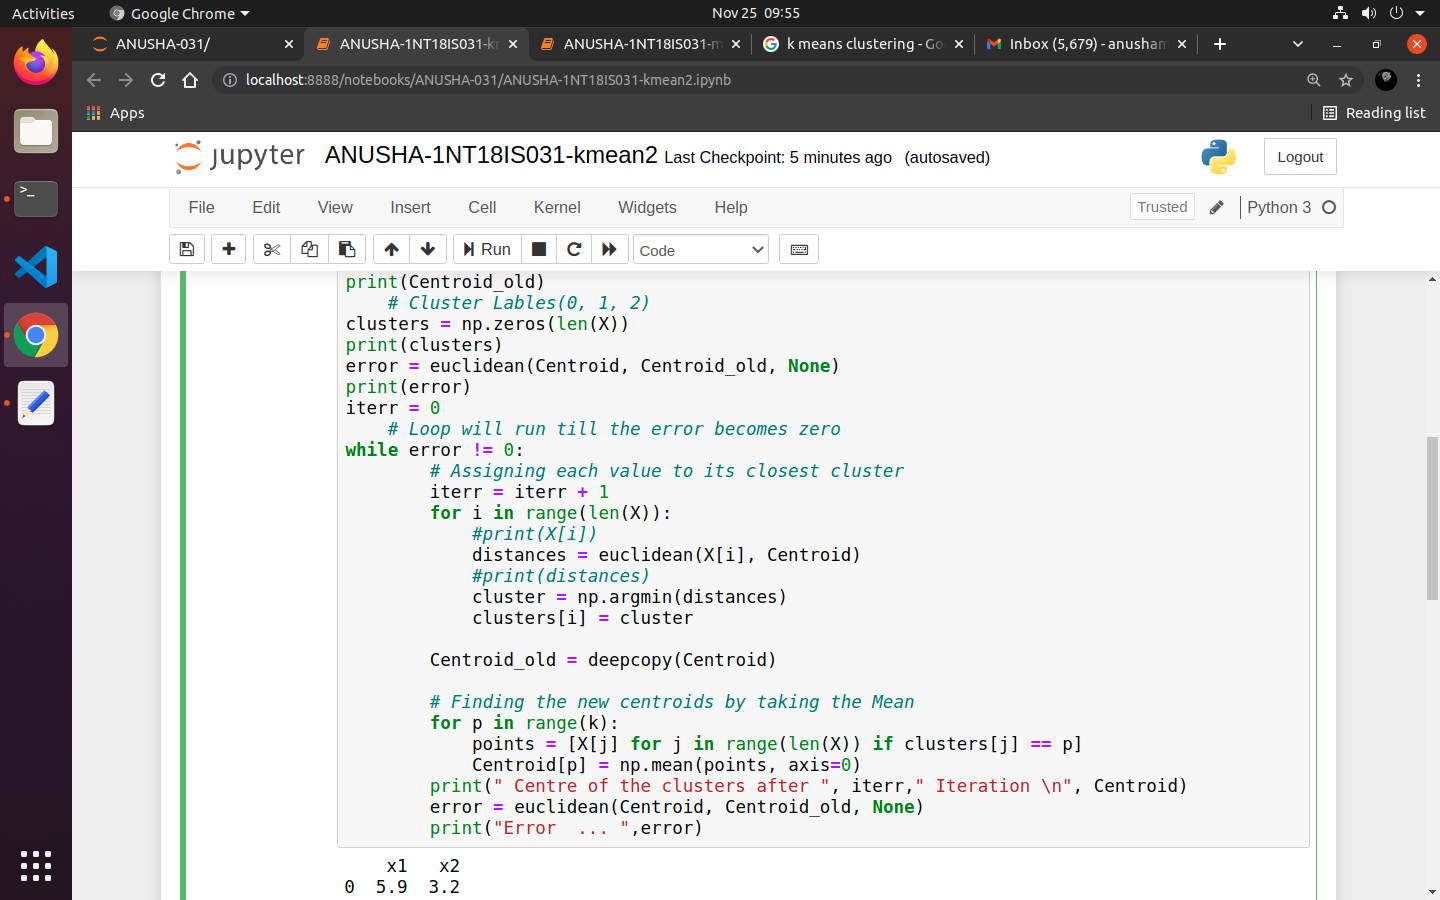 Activities
Google Chrome
Nov 25 09:55
ANUSHA-031/
ANUSHA-1NT18IS031-k
ANUSHA-1NT18IS031-m
k means clustering - Go
Inbox (5,679) - anusham
localhost:8888/notebooks/ANUSHA-031/ANUSHA-1NT18IS031-kmean2.ipynb
Apps
Reading list
jupyter
ANUSHA-1NT18IS031-kmean2 Last Checkpoint: 5 minutes ago (autosaved)
Logout
File Edit View Insert Cell Kernel Widgets Help
Trusted
Python 3
Run
Code
print(Centroid_old)
    # Cluster Lables(0, 1, 2)
clusters = np.zeros(len(X))
print(clusters)
error = euclidean(Centroid, Centroid_old, None)
print(error)
iterr = 0
    # Loop will run till the error becomes zero
while error != 0:
        # Assigning each value to its closest cluster
        iterr = iterr + 1
        for i in range(len(X)):
            #print(X[i])
            distances = euclidean(X[i], Centroid)
            #print(distances)
            cluster = np.argmin(distances)
            clusters[i] = cluster
        Centroid_old = deepcopy(Centroid)
        # Finding the new centroids by taking the Mean
        for p in range(k):
            points = [X[j] for j in range(len(X)) if clusters[j] == p]
            Centroid[p] = np.mean(points, axis=0)
        print(" Centre of the clusters after ", iterr," Iteration \n", Centroid)
        error = euclidean(Centroid, Centroid_old, None)
        print("Error  ... ",error)
    x1   x2
0  5.9  3.2